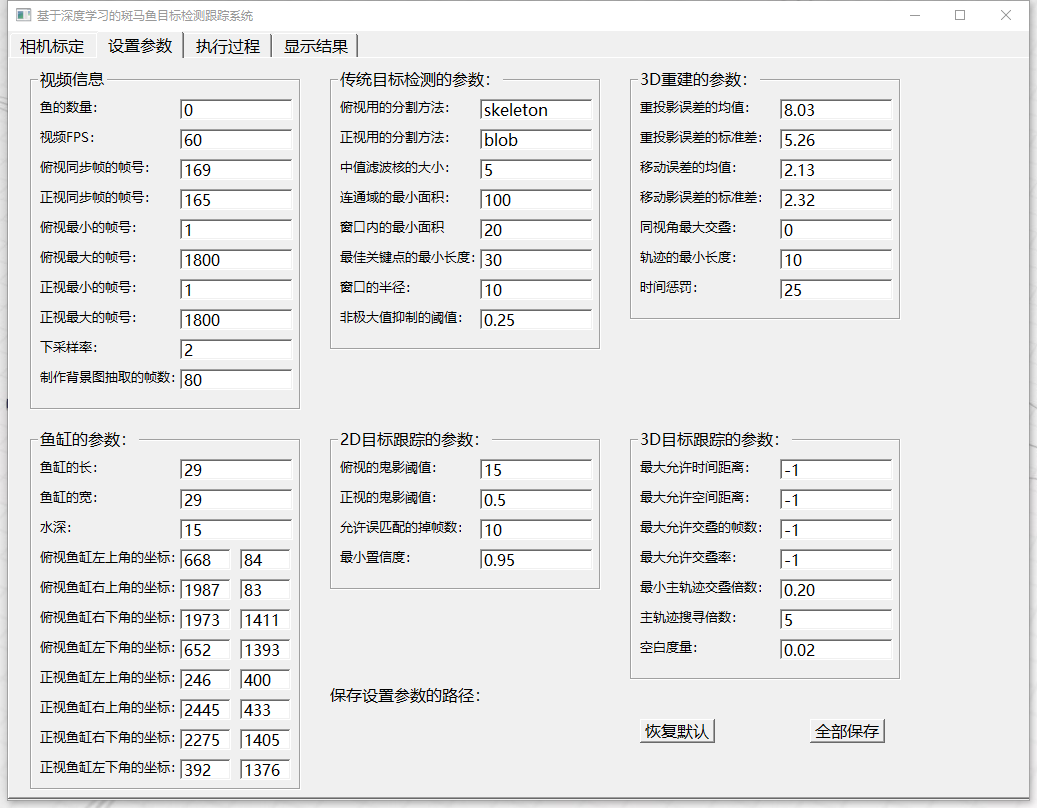 基于深度学习的斑马鱼目标检测跟踪系统
相机标定 设置参数 执行过程 显示结果
视频信息
鱼的数量: 0
视频FPS: 60
俯视同步帧的帧号: 169
正视同步帧的帧号: 165
俯视最小的帧号: 1
俯视最大的帧号: 1800
正视最小的帧号: 1
正视最大的帧号: 1800
下采样率: 2
制作背景图抽取的帧数: 80
传统目标检测的参数:
俯视用的分割方法: skeleton
正视用的分割方法: blob
中值滤波核的大小: 5
连通域的最小面积: 100
窗口内的最小面积 20
最佳关键点的最小长度: 30
窗口的半径: 10
非极大值抑制的阈值: 0.25
3D重建的参数:
重投影误差的均值: 8.03
重投影误差的标准差: 5.26
移动误差的均值: 2.13
移动影误差的标准差: 2.32
同视角最大交叠: 0
轨迹的最小长度: 10
时间惩罚: 25
鱼缸的参数:
鱼缸的长: 29
鱼缸的宽: 29
水深: 15
俯视鱼缸左上角的坐标: 668 84
俯视鱼缸右上角的坐标: 1987 83
俯视鱼缸右下角的坐标: 1973 1411
俯视鱼缸左下角的坐标: 652 1393
正视鱼缸左上角的坐标: 246 400
正视鱼缸右上角的坐标: 2445 433
正视鱼缸右下角的坐标: 2275 1405
正视鱼缸左下角的坐标: 392 1376
2D目标跟踪的参数:
俯视的鬼影阈值: 15
正视的鬼影阈值: 0.5
允许误匹配的掉帧数: 10
最小置信度: 0.95
3D目标跟踪的参数:
最大允许时间距离: -1
最大允许空间距离: -1
最大允许交叠的帧数: -1
最大允许交叠率: -1
最小主轨迹交叠倍数: 0.20
主轨迹搜寻倍数: 5
空白度量: 0.02
保存设置参数的路径:
恢复默认 全部保存